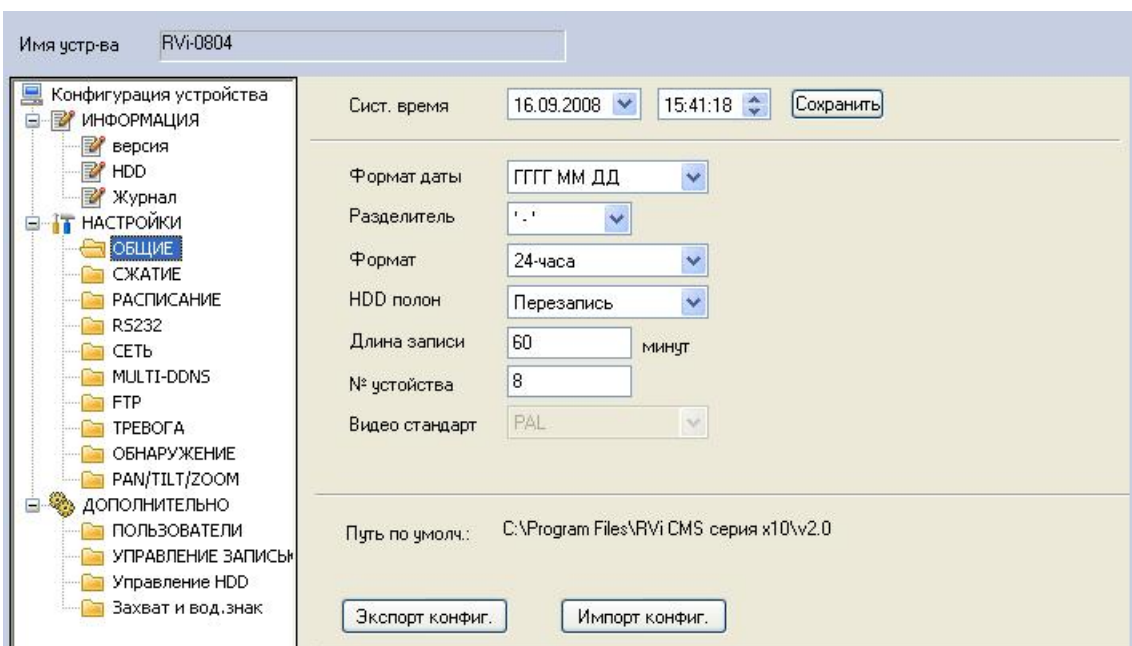 Имя устр-ва RVi-0804
Конфигурация устройства
ИНФОРМАЦИЯ
версия
HDD
Журнал
НАСТРОЙКИ
ОБЩИЕ
СЖАТИЕ
РАСПИСАНИЕ
RS232
СЕТЬ
MULTI-DDNS
FTP
ТРЕВОГА
ОБНАРУЖЕНИЕ
PAN/TILT/ZOOM
ДОПОЛНИТЕЛЬНО
ПОЛЬЗОВАТЕЛИ
УПРАВЛЕНИЕ ЗАПИСЬЮ
Управление HDD
Захват и вод.знак
Сист. время 16.09.2008 15:41:18 Сохранить
Формат даты ГГГГ ММ ДД
Разделитель '-'
Формат 24-часа
HDD полон Перезапись
Длина записи 60 минут
№ устойства 8
Видео стандарт PAL
Путь по умолч.: C:\Program Files\RVi CMS серия x10\v2.0
Экспорт конфиг. Импорт конфиг.